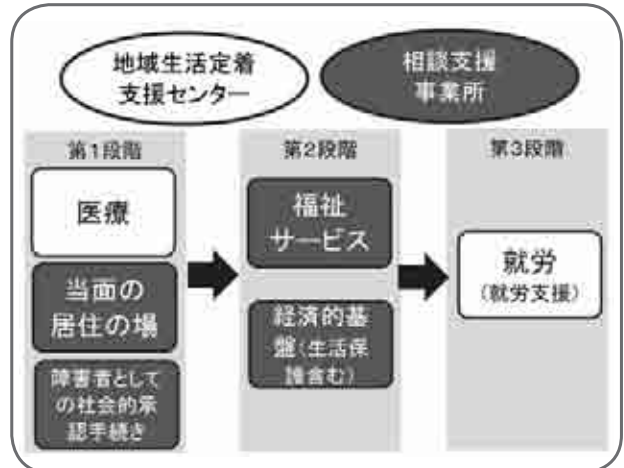 地域生活定着
支援センター
相談支援
事業所
第1段階
医療
当面の
居住の場
障害者として
の社会的承
認手続き
第2段階
福祉
サービス
経済的基
盤(生活保
護含む)
第3段階
就労
(就労支援)